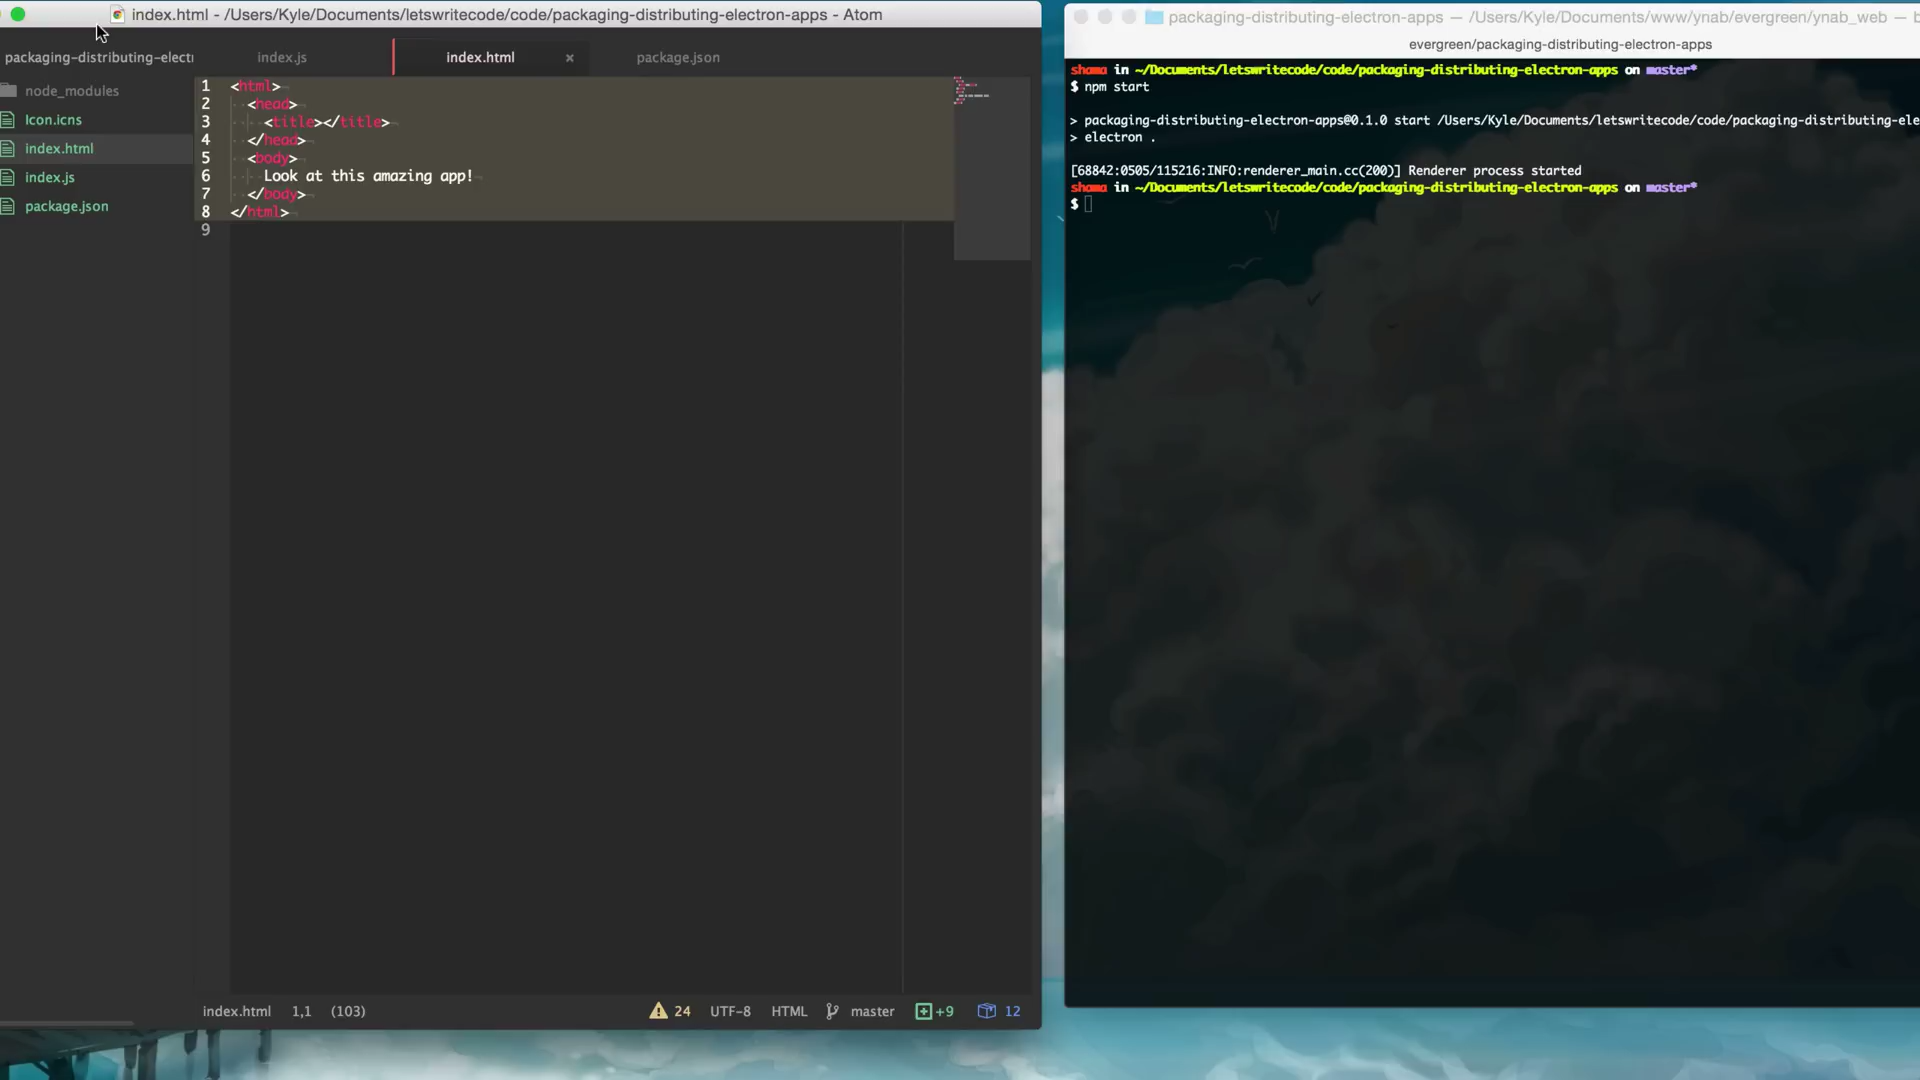 index.html - /Users/Kyle/Documents/letswritecode/code/packaging-distributing-electron-apps - Atom
packaging-distributing-elect
index.js
index.html
package.json
node_modules
Icon.icns
index.html
index.js
package.json
1 <html>
2 <head>
3 <title></title>
4 </head>
5 <body>
6 Look at this amazing app!
7 </body>
8 </html>
9
index.html 1,1 (103)
24 UTF-8 HTML master +9 12
packaging-distributing-electron-apps — /Users/Kyle/Documents/www/ynab/evergreen/ynab_web —
evergreen/packaging-distributing-electron-apps
shama in ~/Documents/letswritecode/code/packaging-distributing-electron-apps on master*
$ npm start
> packaging-distributing-electron-apps@0.1.0 start /Users/Kyle/Documents/letswritecode/code/packaging-distributing-ele
> electron .
[68842:0505/115216:INFO:renderer_main.cc(200)] Renderer process started
shama in ~/Documents/letswritecode/code/packaging-distributing-electron-apps on master*
$